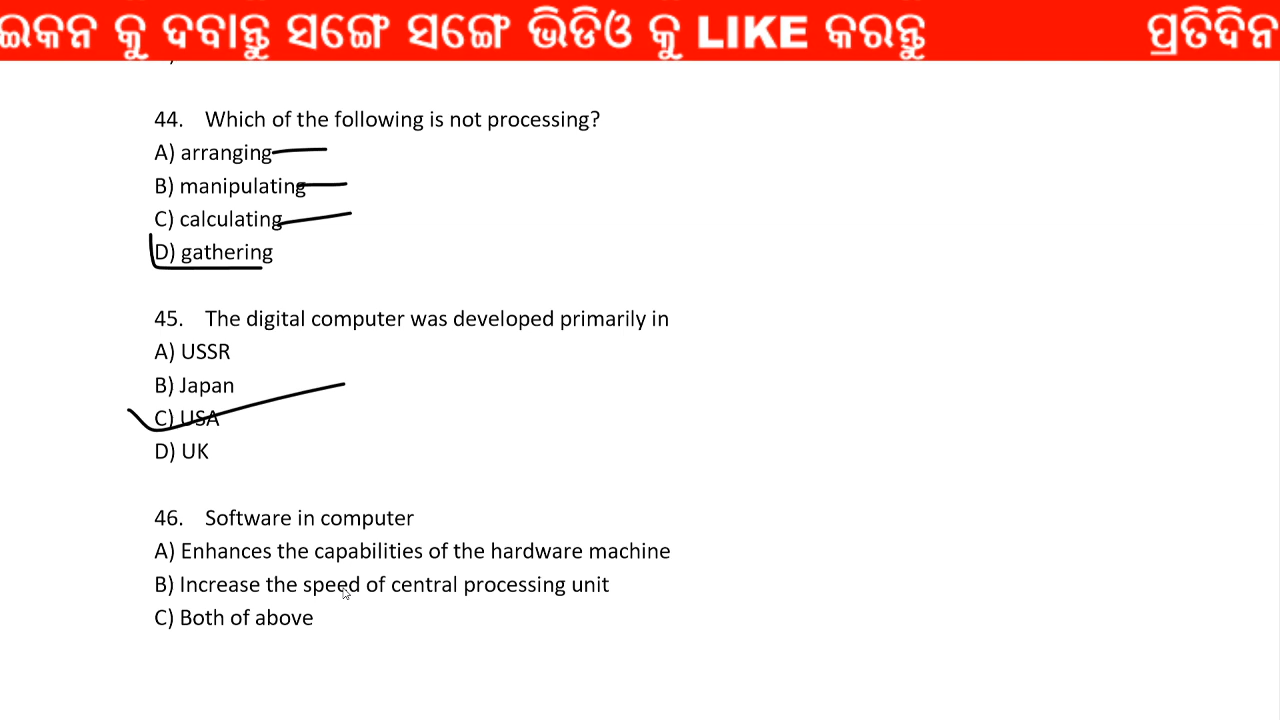 ଇକନ କୁ ଦବାନ୍ତୁ ସଙ୍ଗେ ସଙ୍ଗେ ଭିଡିଓ କୁ LIKE କରନ୍ତୁ ପ୍ରତିଦିନ
44. Which of the following is not processing?
A) arranging
B) manipulating
C) calculating
D) gathering
45. The digital computer was developed primarily in
A) USSR
B) Japan
C) USA
D) UK
46. Software in computer
A) Enhances the capabilities of the hardware machine
B) Increase the speed of central processing unit
C) Both of above